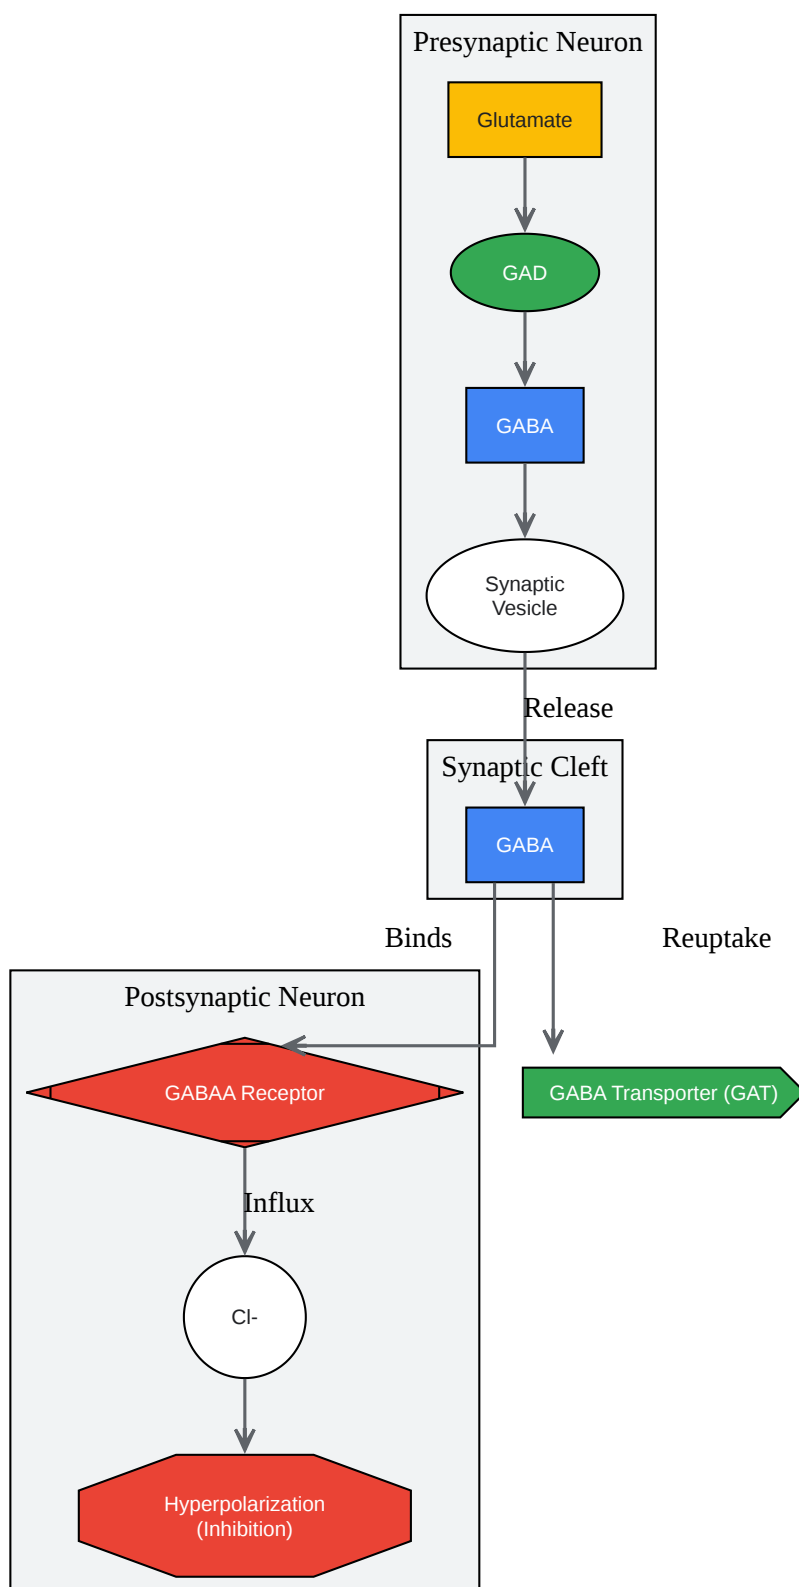 Presynaptic Neuron
Glutamate
GAD
GABA
Synaptic
Vesicle
Release
Synaptic Cleft
GABA
Binds
Reuptake
Postsynaptic Neuron
GABAA Receptor
GABA Transporter (GAT)
Influx
Cl-
Hyperpolarization
(Inhibition)